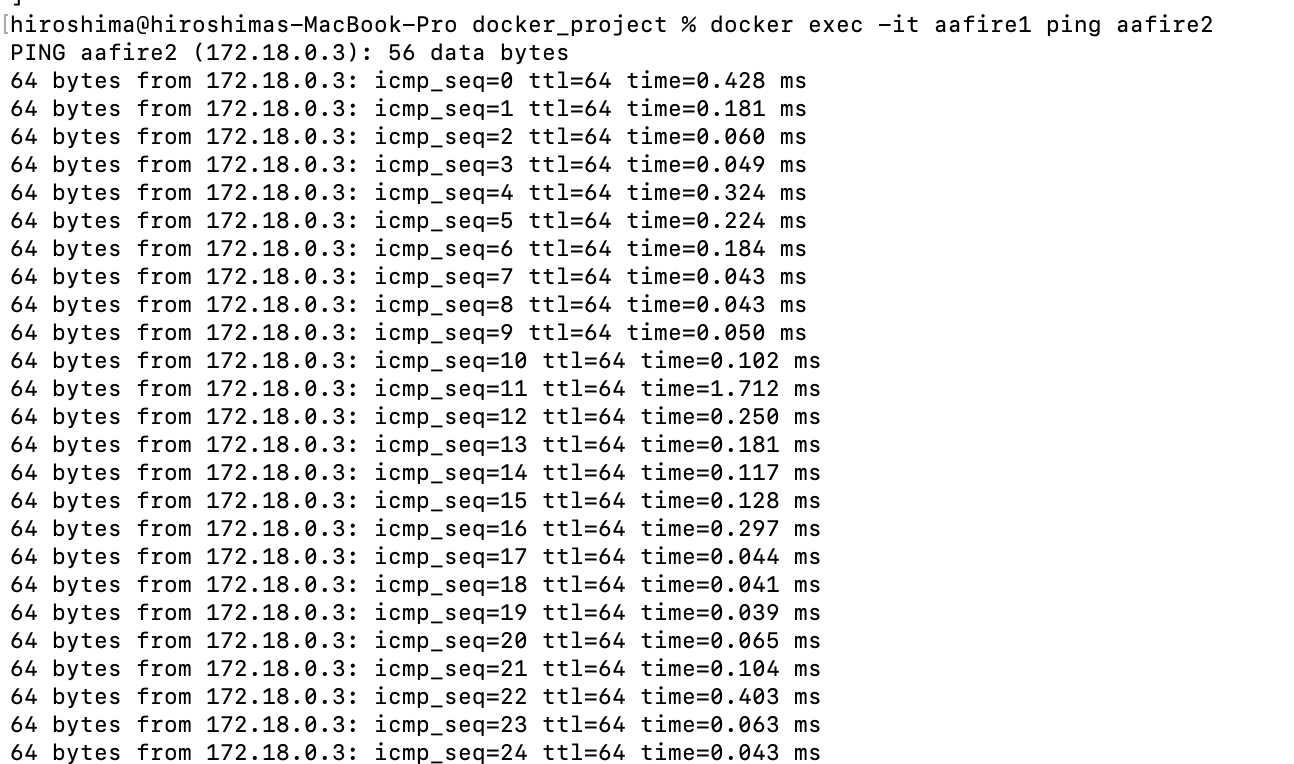 [hiroshima@hiroshimas-MacBook-Pro docker_project % docker exec -it aafire1 ping aafire2
PING aafire2 (172.18.0.3): 56 data bytes
64 bytes from 172.18.0.3: icmp_seq=0 ttl=64 time=0.428 ms
64 bytes from 172.18.0.3: icmp_seq=1 ttl=64 time=0.181 ms
64 bytes from 172.18.0.3: icmp_seq=2 ttl=64 time=0.060 ms
64 bytes from 172.18.0.3: icmp_seq=3 ttl=64 time=0.049 ms
64 bytes from 172.18.0.3: icmp_seq=4 ttl=64 time=0.324 ms
64 bytes from 172.18.0.3: icmp_seq=5 ttl=64 time=0.224 ms
64 bytes from 172.18.0.3: icmp_seq=6 ttl=64 time=0.184 ms
64 bytes from 172.18.0.3: icmp_seq=7 ttl=64 time=0.043 ms
64 bytes from 172.18.0.3: icmp_seq=8 ttl=64 time=0.043 ms
64 bytes from 172.18.0.3: icmp_seq=9 ttl=64 time=0.050 ms
64 bytes from 172.18.0.3: icmp_seq=10 ttl=64 time=0.102 ms
64 bytes from 172.18.0.3: icmp_seq=11 ttl=64 time=1.712 ms
64 bytes from 172.18.0.3: icmp_seq=12 ttl=64 time=0.250 ms
64 bytes from 172.18.0.3: icmp_seq=13 ttl=64 time=0.181 ms
64 bytes from 172.18.0.3: icmp_seq=14 ttl=64 time=0.117 ms
64 bytes from 172.18.0.3: icmp_seq=15 ttl=64 time=0.128 ms
64 bytes from 172.18.0.3: icmp_seq=16 ttl=64 time=0.297 ms
64 bytes from 172.18.0.3: icmp_seq=17 ttl=64 time=0.044 ms
64 bytes from 172.18.0.3: icmp_seq=18 ttl=64 time=0.041 ms
64 bytes from 172.18.0.3: icmp_seq=19 ttl=64 time=0.039 ms
64 bytes from 172.18.0.3: icmp_seq=20 ttl=64 time=0.065 ms
64 bytes from 172.18.0.3: icmp_seq=21 ttl=64 time=0.104 ms
64 bytes from 172.18.0.3: icmp_seq=22 ttl=64 time=0.403 ms
64 bytes from 172.18.0.3: icmp_seq=23 ttl=64 time=0.063 ms
64 bytes from 172.18.0.3: icmp_seq=24 ttl=64 time=0.043 ms